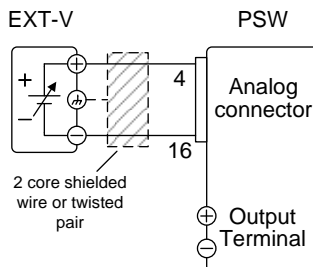 EXT-V
PSW
4
Analog
connector
16
2 core shielded
wire or twisted
pair
Output
Terminal